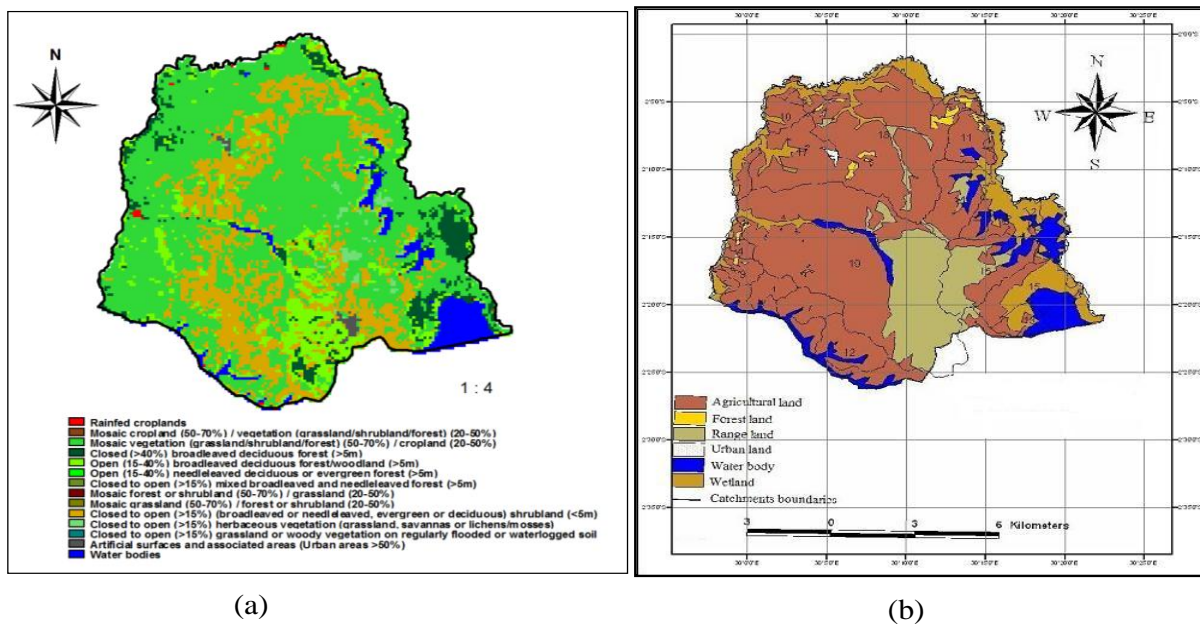 N
1 : 4
Rainfed croplands
Mosaic cropland (50-70%) / vegetation (grassland/shrubland/forest) (20-50%)
Mosaic vegetation (grassland/shrubland/forest) (50-70%) / cropland (20-50%)
Closed (>40%) broadleaved deciduous forest (>5m)
Open (15-40%) broadleaved deciduous forest/woodland (>5m)
Open (15-40%) needleleaved deciduous or evergreen forest (>5m)
Closed to open (>15%) mixed broadleaved and needleleaved forest (>5m)
Mosaic forest or shrubland (50-70%) / grassland (20-50%)
Mosaic grassland (50-70%) / forest or shrubland (20-50%)
Closed to open (>15%) (broadleaved or needleleaved, evergreen or deciduous) shrubland (<5m)
Closed to open (>15%) herbaceous vegetation (grassland, savannas or lichens/mosses)
Closed to open (>15%) grassland or woody vegetation on regularly flooded or waterlogged soil
Artificial surfaces and associated areas (Urban areas >50%)
Water bodies
(a)
N
W E
S
10
18
11
10
1
12
Agricultural land
Forest land
Range land
Urban land
Water body
Wetland
Catchments boundaries
3 0 3 6 Kilometers
(b)